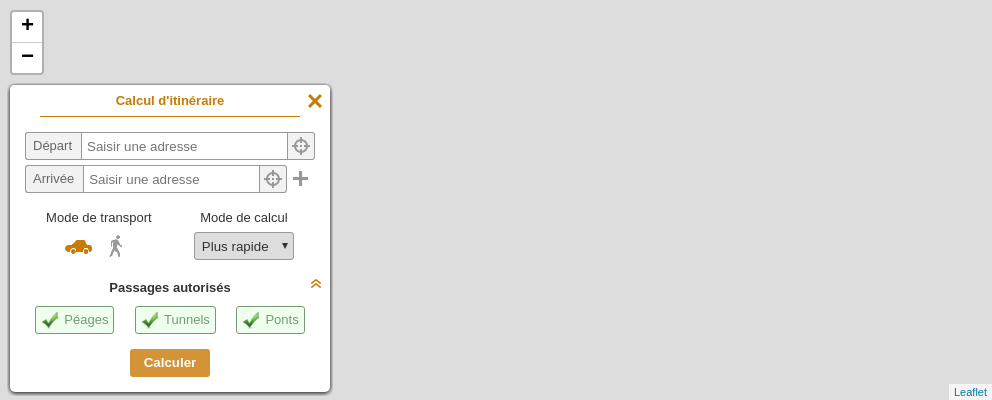 +
−
Calcul d'itinéraire
Départ Saisir une adresse
Arrivée Saisir une adresse
Mode de transport Mode de calcul
Plus rapide
Passages autorisés
Péages Tunnels Ponts
Calculer
Leaflet